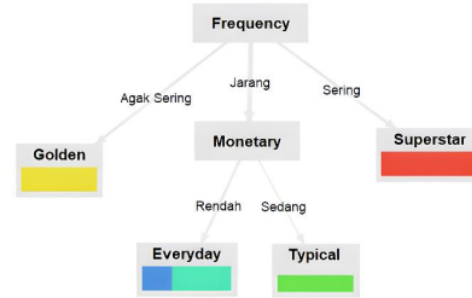 Frequency
Agak Sering
Jarang
Sering
Golden
Monetary
Superstar
Rendah
Sedang
Everyday
Typical